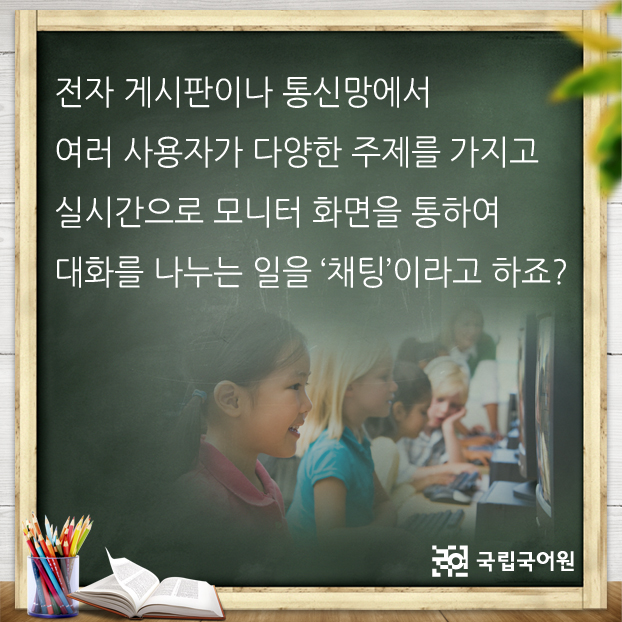 전자 게시판이나 통신망에서
여러 사용자가 다양한 주제를 가지고
실시간으로 모니터 화면을 통하여
대화를 나누는 일을 ‘채팅’이라고 하죠?
국립국어원